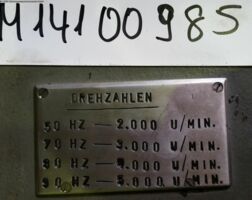 M14100985
DREHZAHLEN
50 HZ — 2.000 U/MIN.
70 HZ — 3.000 U/MIN.
80 HZ — 4.000 U/MIN.
90 HZ — 5.000 U/MIN.